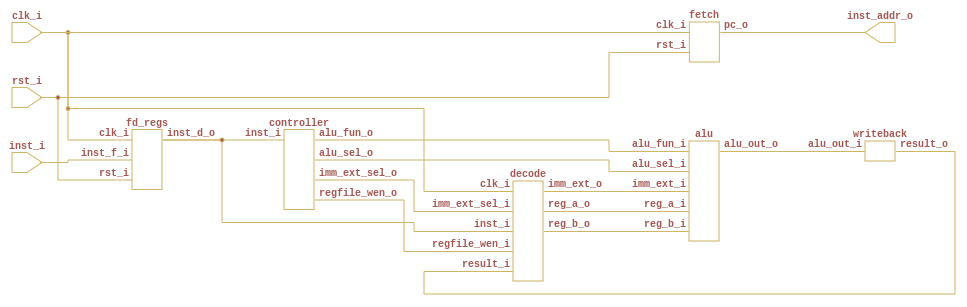 clk_i
rst_i
inst_i
fd_regs
clk_i
inst_f_i
rst_i
inst_d_o
controller
inst_i
alu_fun_o
alu_sel_o
imm_ext_sel_o
regfile_wen_o
decode
clk_i
imm_ext_sel_i
inst_i
regfile_wen_i
result_i
imm_ext_o
reg_a_o
reg_b_o
fetch
clk_i
rst_i
pc_o
inst_addr_o
alu
alu_fun_i
alu_sel_i
imm_ext_i
reg_a_i
reg_b_i
alu_out_o
writeback
alu_out_i
result_o